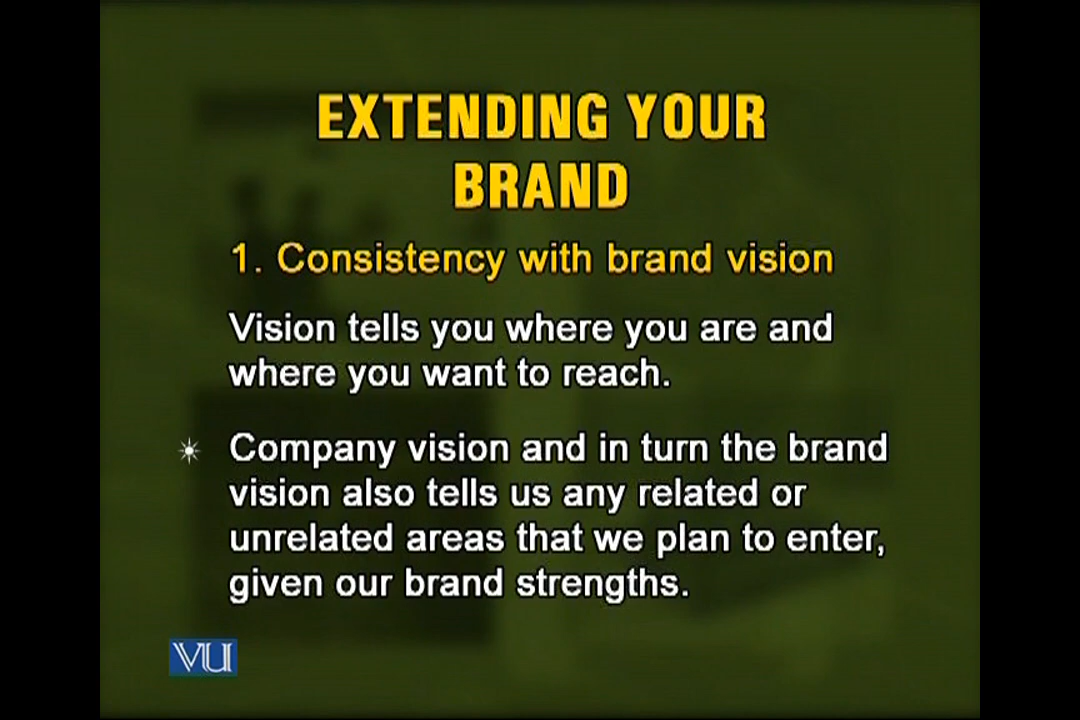 EXTENDING YOUR
BRAND
1. Consistency with brand vision
Vision tells you where you are and
where you want to reach.
Company vision and in turn the brand
vision also tells us any related or
unrelated areas that we plan to enter,
given our brand strengths.
VU